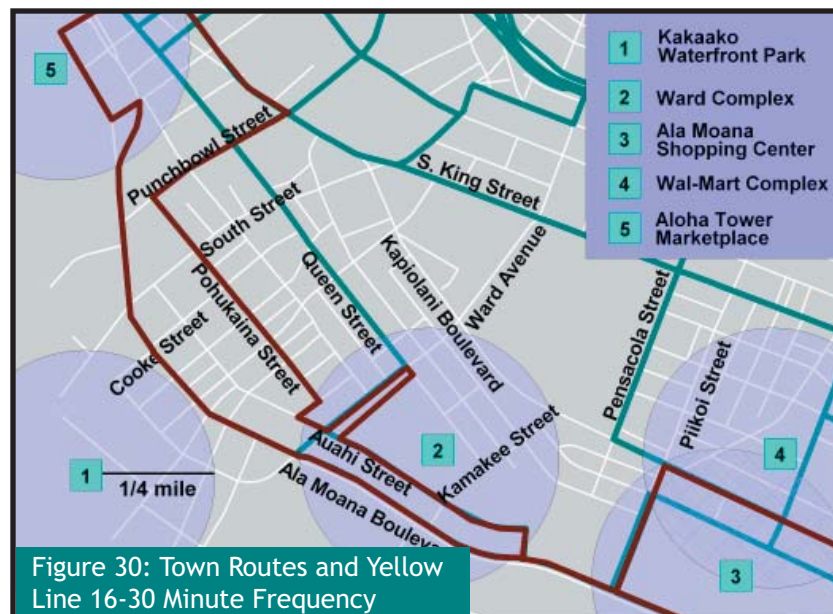 1
Kakaako
Waterfront Park
2
Ward Complex
3
Ala Moana
Shopping Center
4
Wal-Mart Complex
5
Aloha Tower
Marketplace
5
Punchbowl Street
S. King Street
South Street
Queen Street
Kapiolani Boulevard
Ward Avenue
Pohukaina Street
Cooke Street
Pensacola Street
Piikoi Street
Kamakee Street
Auahi Street
Ala Moana Bouleva
1
1/4 mile
2
4
3
Figure 30: Town Routes and Yellow
Line 16-30 Minute Frequency